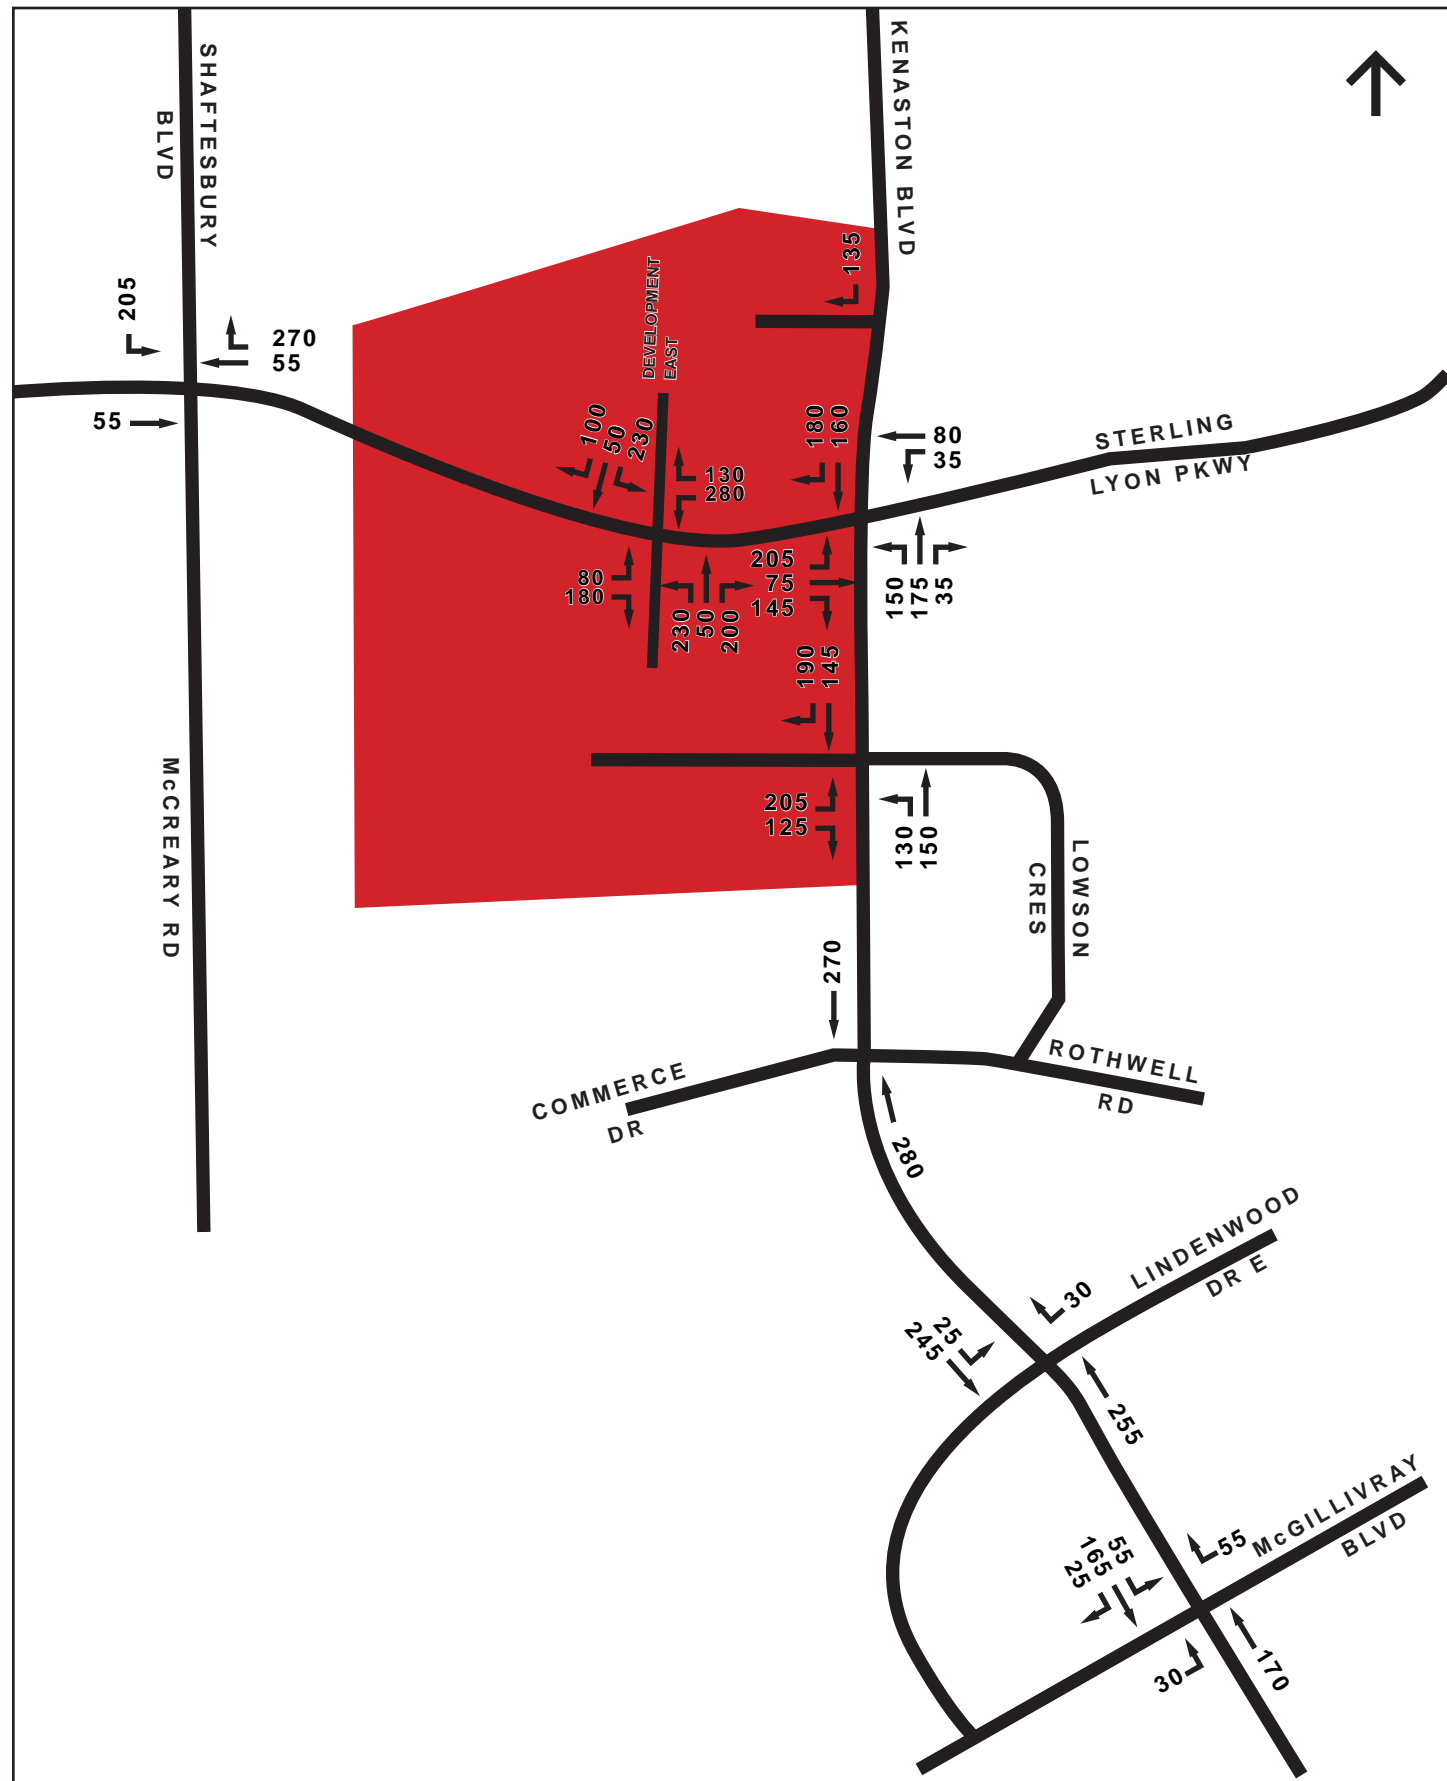 SHAFTESBURY
BLVD
KENASTON BLVD
205
270
55
55
135
DEVELOPMENT
EAST
100
50
230
130
280
180
160
80
35
STERLING
LYON PKWY
80
180
230
50
200
205
75
145
150
175
35
190
145
205
125
130
150
McCREARY RD
LOWSON
CRES
270
COMMERCE
DR
ROTHWELL
RD
280
LINDENWOOD
DR E
30
25
245
255
McGILLIVRAY
BLVD
55
55
165
25
30
170